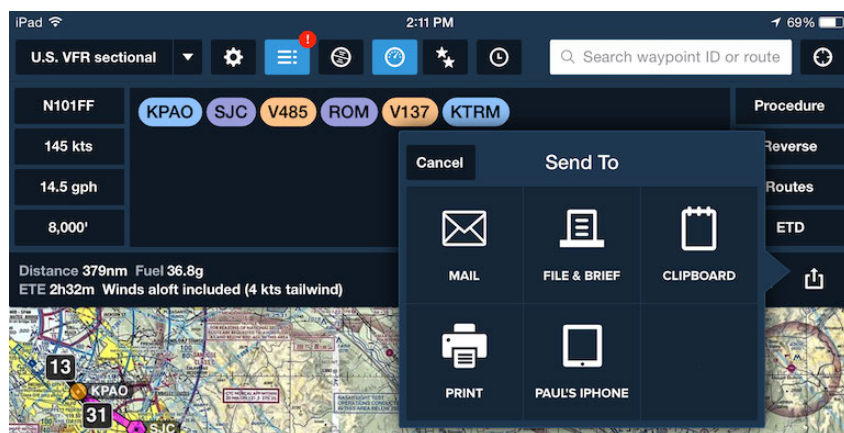 iPad 2:11 PM 69%
U.S. VFR sectional ! Search waypoint ID or route
N101FF KPAO SJC V485 ROM V137 KTRM Procedure
145 kts Cancel Send To Reverse
14.5 gph Routes
8,000' ETD
MAIL FILE & BRIEF CLIPBOARD
Distance 379nm Fuel 36.8g
ETE 2h32m Winds aloft included (4 kts tailwind)
PRINT PAUL'S IPHONE
13
KPAO
31
SJC